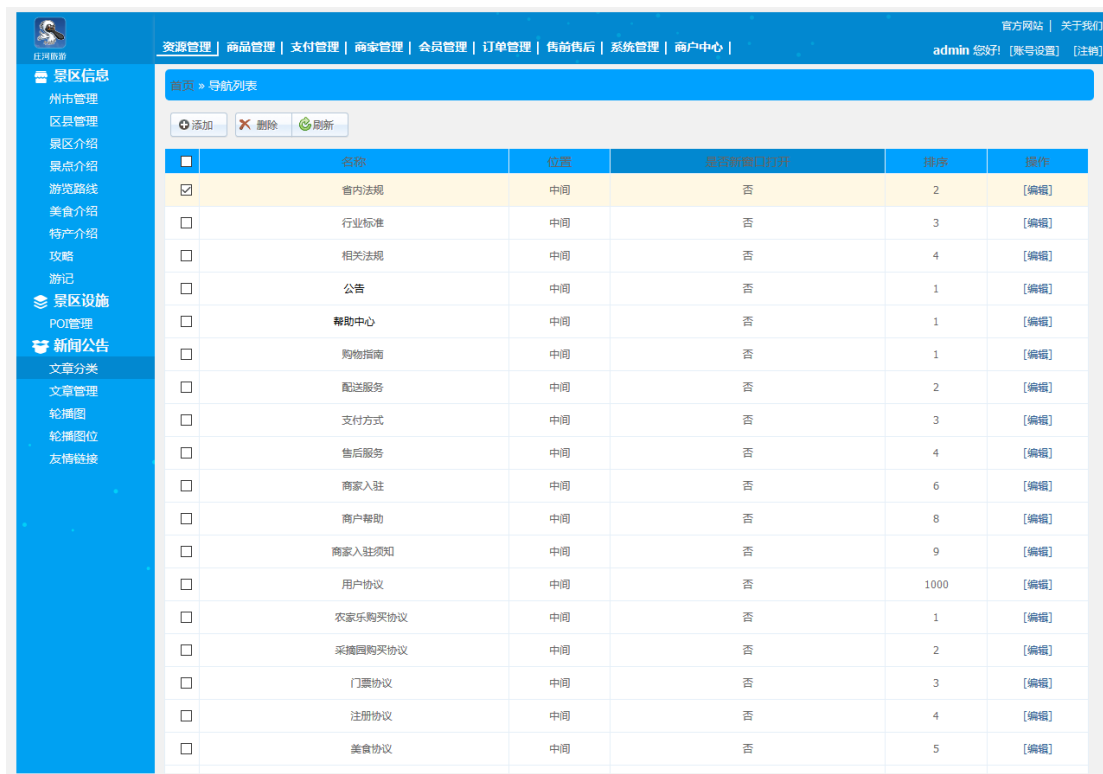 官方网站 | 关于我们
资源管理 | 商品管理 | 支付管理 | 商家管理 | 会员管理 | 订单管理 | 售前售后 | 系统管理 | 商户中心 |
admin 您好! [账号设置] [注销]
庄河旅游
景区信息
州市管理
区县管理
景区介绍
景点介绍
游览路线
美食介绍
特产介绍
攻略
游记
景区设施
POI管理
新闻公告
文章分类
文章管理
轮播图
轮播图位
友情链接
首页 » 导航列表
添加 删除 刷新
名称 位置 是否新窗口打开 排序 操作
省内法规 中间 否 2 [编辑]
行业标准 中间 否 3 [编辑]
相关法规 中间 否 4 [编辑]
公告 中间 否 1 [编辑]
帮助中心 中间 否 1 [编辑]
购物指南 中间 否 1 [编辑]
配送服务 中间 否 2 [编辑]
支付方式 中间 否 3 [编辑]
售后服务 中间 否 4 [编辑]
商家入驻 中间 否 6 [编辑]
商户帮助 中间 否 8 [编辑]
商家入驻须知 中间 否 9 [编辑]
用户协议 中间 否 1000 [编辑]
农家乐购买协议 中间 否 1 [编辑]
采摘园购买协议 中间 否 2 [编辑]
门票协议 中间 否 3 [编辑]
注册协议 中间 否 4 [编辑]
美食协议 中间 否 5 [编辑]